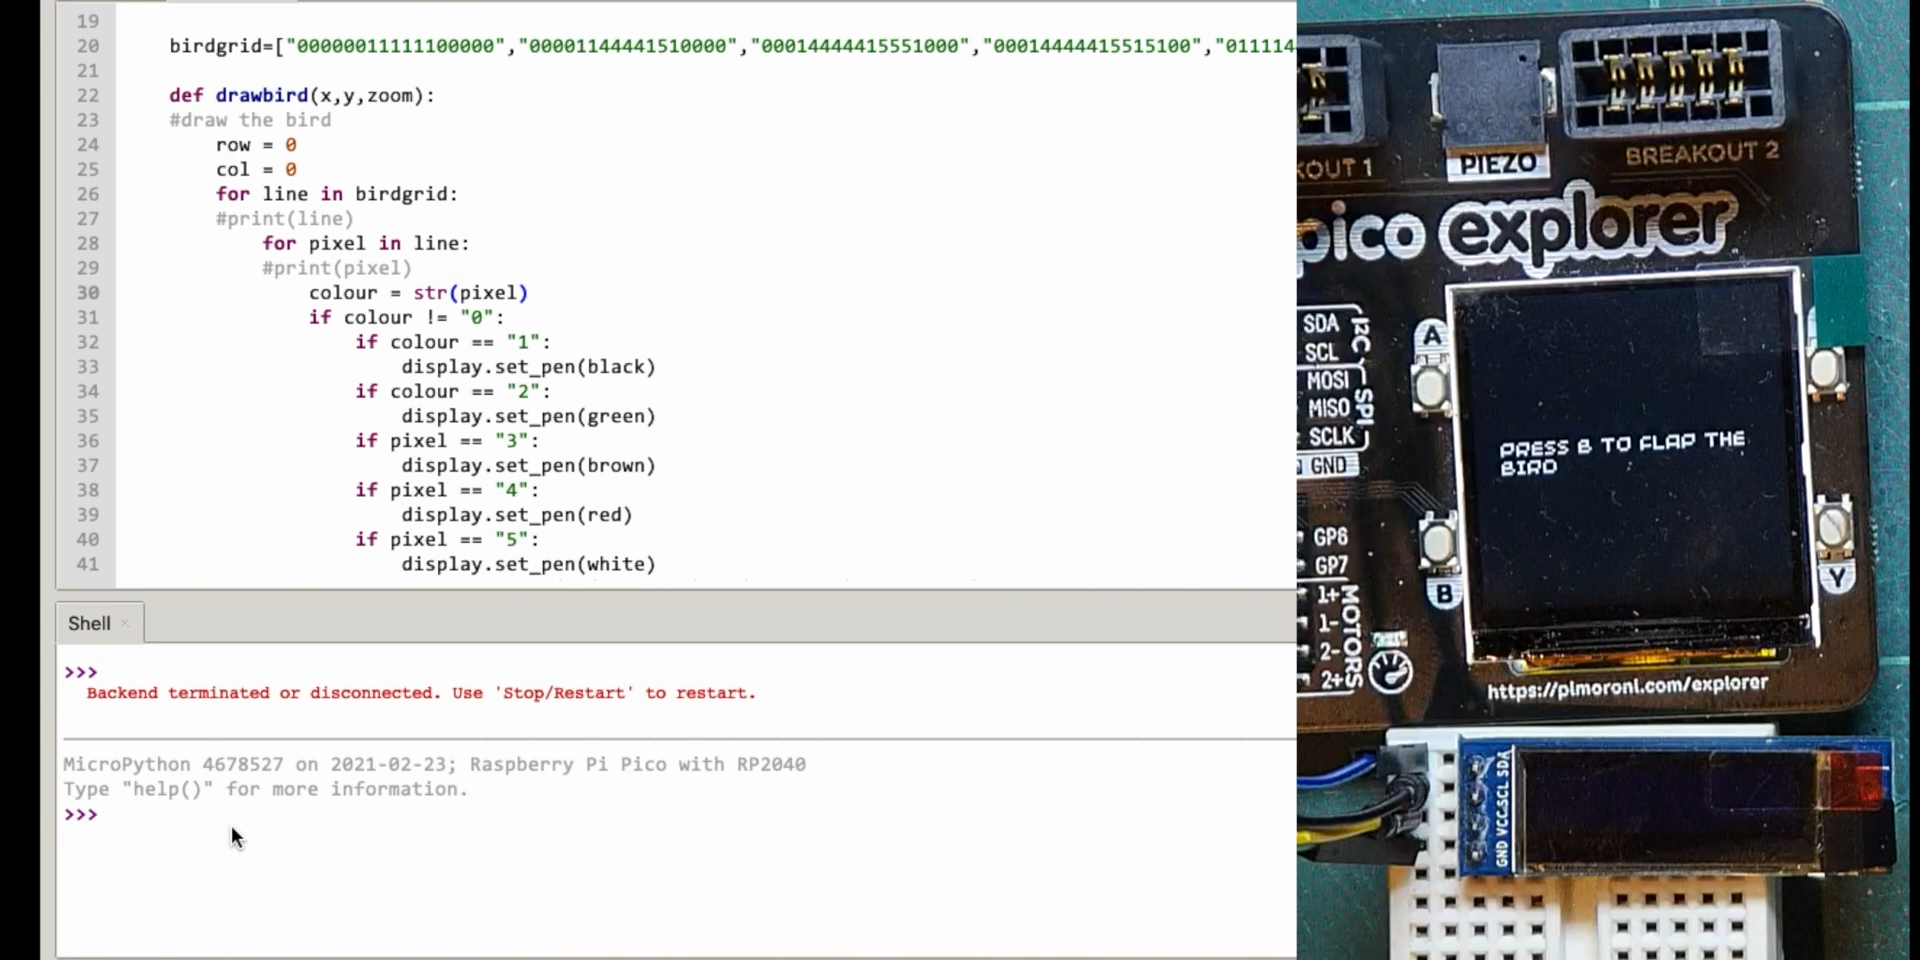 19
20 birdgrid=["00000011111100000","00001144441510000","00014444415551000","00014444415515100","011114
21
22 def drawbird(x,y,zoom):
23 #draw the bird
24 row = 0
25 col = 0
26 for line in birdgrid:
27 #print(line)
28 for pixel in line:
29 #print(pixel)
30 colour = str(pixel)
31 if colour != "0":
32 if colour == "1":
33 display.set_pen(black)
34 if colour == "2":
35 display.set_pen(green)
36 if pixel == "3":
37 display.set_pen(brown)
38 if pixel == "4":
39 display.set_pen(red)
40 if pixel == "5":
41 display.set_pen(white)
Shell ×
>>>
Backend terminated or disconnected. Use 'Stop/Restart' to restart.
MicroPython 4678527 on 2021-02-23; Raspberry Pi Pico with RP2040
Type "help()" for more information.
>>>
KOUT 1
PIEZO
BREAKOUT 2
pico explorer
SDA
SCL
I2C
MOSI
MISO
SCLK
SPI
GND
A
PRESS B TO FLAP THE
BIRD
GP6
GP7
B
Y
1+
1-
2-
2+
MOTORS
https://pimoroni.com/explorer
GND VCC SCL SDA